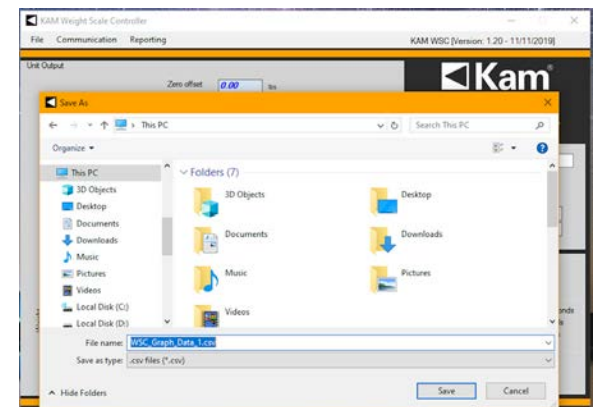 KAM Weight Scale Controller
File Communication Reporting KAM WSC [Version: 1.20 - 11/11/2019]
Unit Output
Zero offset 0.00 lbs
Kam®
Save As
This PC
Search This PC
Organize
This PC
3D Objects
Desktop
Documents
Downloads
Music
Pictures
Videos
Local Disk (C:)
Local Disk (D:)
Folders (7)
3D Objects Desktop
Documents Downloads
Music Pictures
Videos
File name: WSC_Graph_Data_1.csv
Save as type: .csv files (*.csv)
Hide Folders Save Cancel